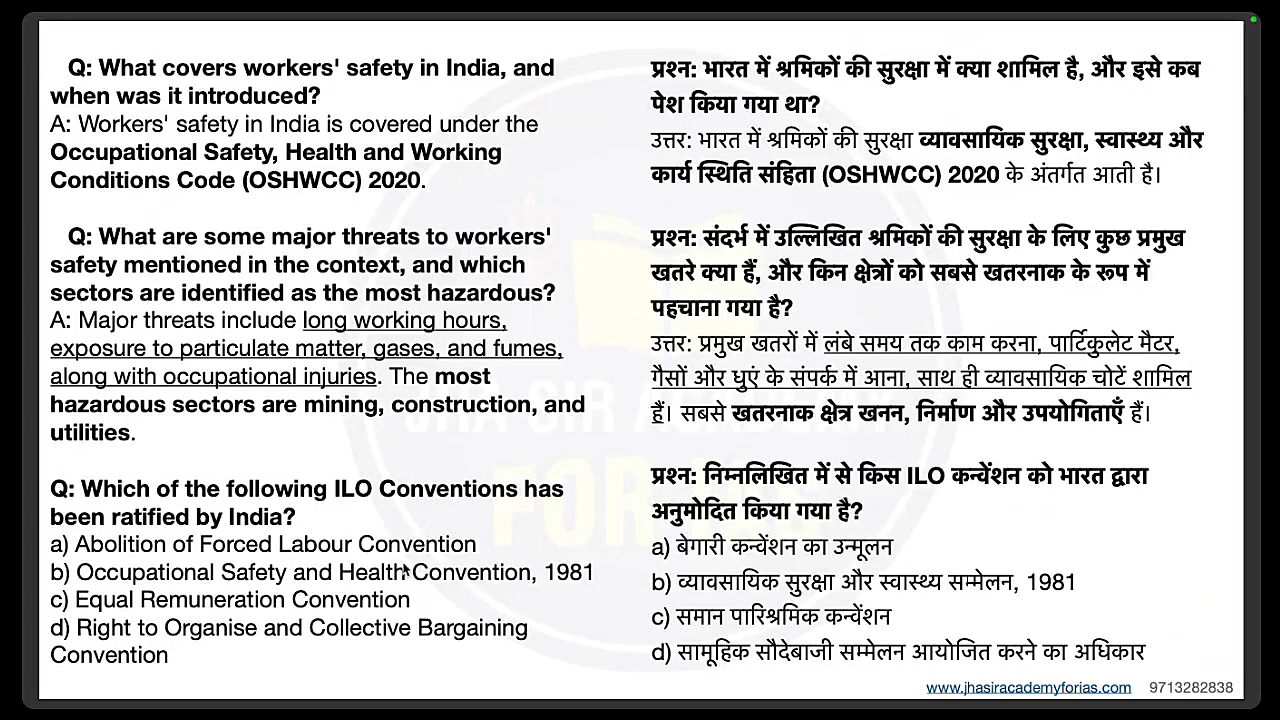 Q: What covers workers' safety in India, and
when was it introduced?
A: Workers' safety in India is covered under the
Occupational Safety, Health and Working
Conditions Code (OSHWCC) 2020.
Q: What are some major threats to workers'
safety mentioned in the context, and which
sectors are identified as the most hazardous?
A: Major threats include long working hours,
exposure to particulate matter, gases, and fumes,
along with occupational injuries. The most
hazardous sectors are mining, construction, and
utilities.
Q: Which of the following ILO Conventions has
been ratified by India?
a) Abolition of Forced Labour Convention
b) Occupational Safety and Health Convention, 1981
c) Equal Remuneration Convention
d) Right to Organise and Collective Bargaining
Convention
प्रश्न: भारत में श्रमिकों की सुरक्षा में क्या शामिल है, और इसे कब
पेश किया गया था?
उत्तर: भारत में श्रमिकों की सुरक्षा व्यावसायिक सुरक्षा, स्वास्थ्य और
कार्य स्थिति संहिता (OSHWCC) 2020 के अंतर्गत आती है।
प्रश्न: संदर्भ में उल्लिखित श्रमिकों की सुरक्षा के लिए कुछ प्रमुख
खतरे क्या हैं, और किन क्षेत्रों को सबसे खतरनाक के रूप में
पहचाना गया है?
उत्तर: प्रमुख खतरों में लंबे समय तक काम करना, पार्टिकुलेट मैटर,
गैसों और धुएं के संपर्क में आना, साथ ही व्यावसायिक चोटें शामिल
हैं। सबसे खतरनाक क्षेत्र खनन, निर्माण और उपयोगिताएँ हैं।
प्रश्न: निम्नलिखित में से किस ILO कन्वेंशन को भारत द्वारा
अनुमोदित किया गया है?
a) बेगारी कन्वेंशन का उन्मूलन
b) व्यावसायिक सुरक्षा और स्वास्थ्य सम्मेलन, 1981
c) समान पारिश्रमिक कन्वेंशन
d) सामूहिक सौदेबाजी सम्मेलन आयोजित करने का अधिकार
JHA SIR ACADEMY
FOR IAS
www.jhasiracademyforias.com 9713282838